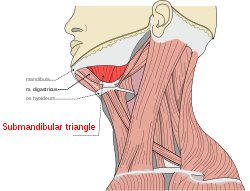 mandibula
m. digastricus
os hyoideum
Submandibular triangle